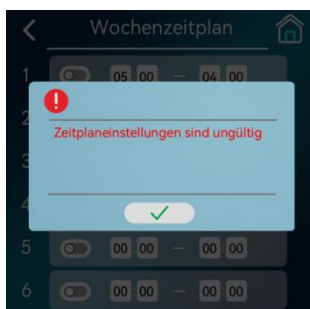 Wochenzeitplan
1 05:00 — 04:00
2
Zeitplaneinstellungen sind ungültig
3
4
5 00:00 — 00:00
6 00:00 — 00:00